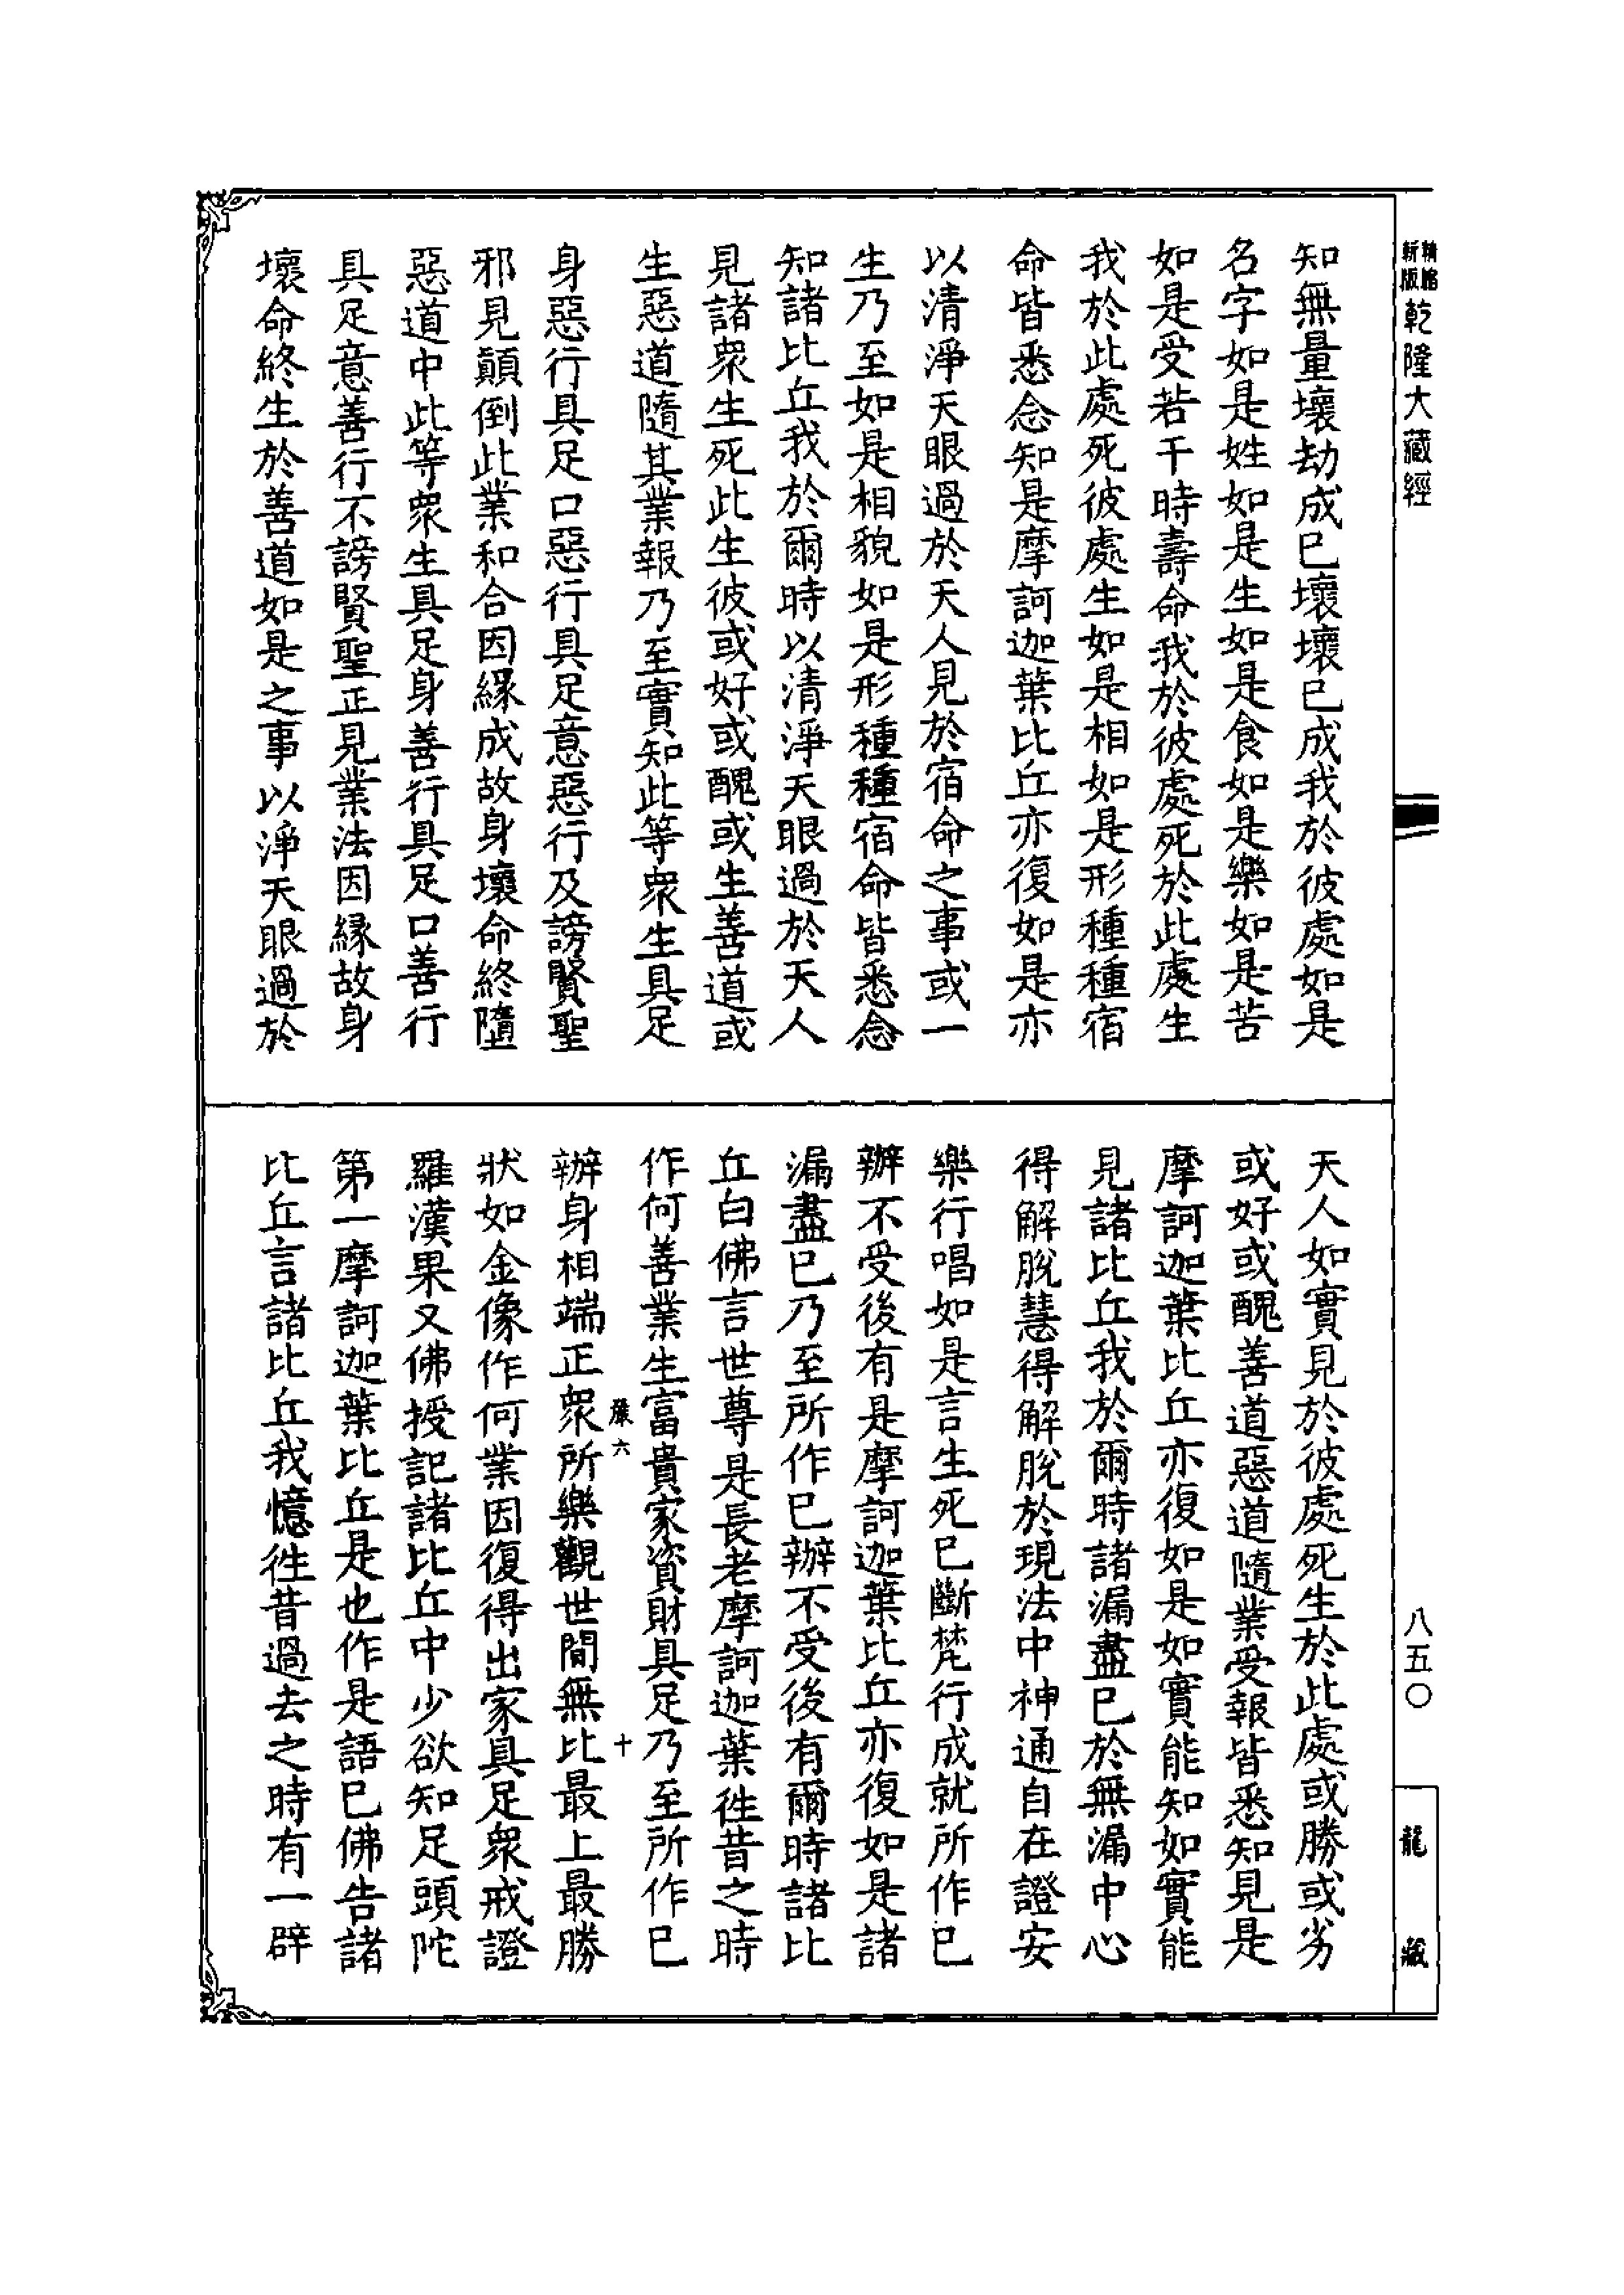 精縮
新版
乾隆大藏經
知無量壞劫成已壞壞已成我於彼處如是
名字如是姓如是生如是食如是樂如是苦
如是受若干時壽命我於彼處死於此處生
我於此處死彼處生如是相如是形種種宿
命皆悉念知是摩訶迦葉比丘亦復如是亦
以清淨天眼過於天人見於宿命之事或一
生乃至如是相貌如是形種種宿命皆悉念
知諸比丘我於爾時以清淨天眼過於天人
見諸衆生死此生彼或好或醜或生善道或
生惡道隨其業報乃至實知此等衆生具足
身惡行具足口惡行具足意惡行及謗賢聖
邪見顛倒此業和合因緣成故身壞命終隨
惡道中此等衆生具足身善行具足口善行
具足意善行不謗賢聖正見業法因緣故身
壞命終生於善道如是之事以淨天眼過於
天人如實見於彼處死生於此處或勝或劣
或好或醜善道惡道隨業受報皆悉知見是
摩訶迦葉比丘亦復如是如實能知如實能
見諸比丘我於爾時諸漏盡已於無漏中心
得解脫慧得解脫於現法中神通自在證安
樂行唱如是言生死已斷梵行成就所作已
辦不受後有是摩訶迦葉比丘亦復如是諸
漏盡已乃至所作已辦不受後有爾時諸比
丘白佛言世尊是長老摩訶迦葉徃昔之時
作何善業生富貴家資財具足乃至所作已
嚴六 十
辦身相端正衆所樂觀世間無比最上最勝
狀如金像作何業因復得出家具足衆戒證
羅漢果又佛授記諸比丘中少欲知足頭陀
第一摩訶迦葉比丘是也作是語已佛告諸
比丘言諸比丘我憶徃昔過去之時有一辟
八五〇
龍藏